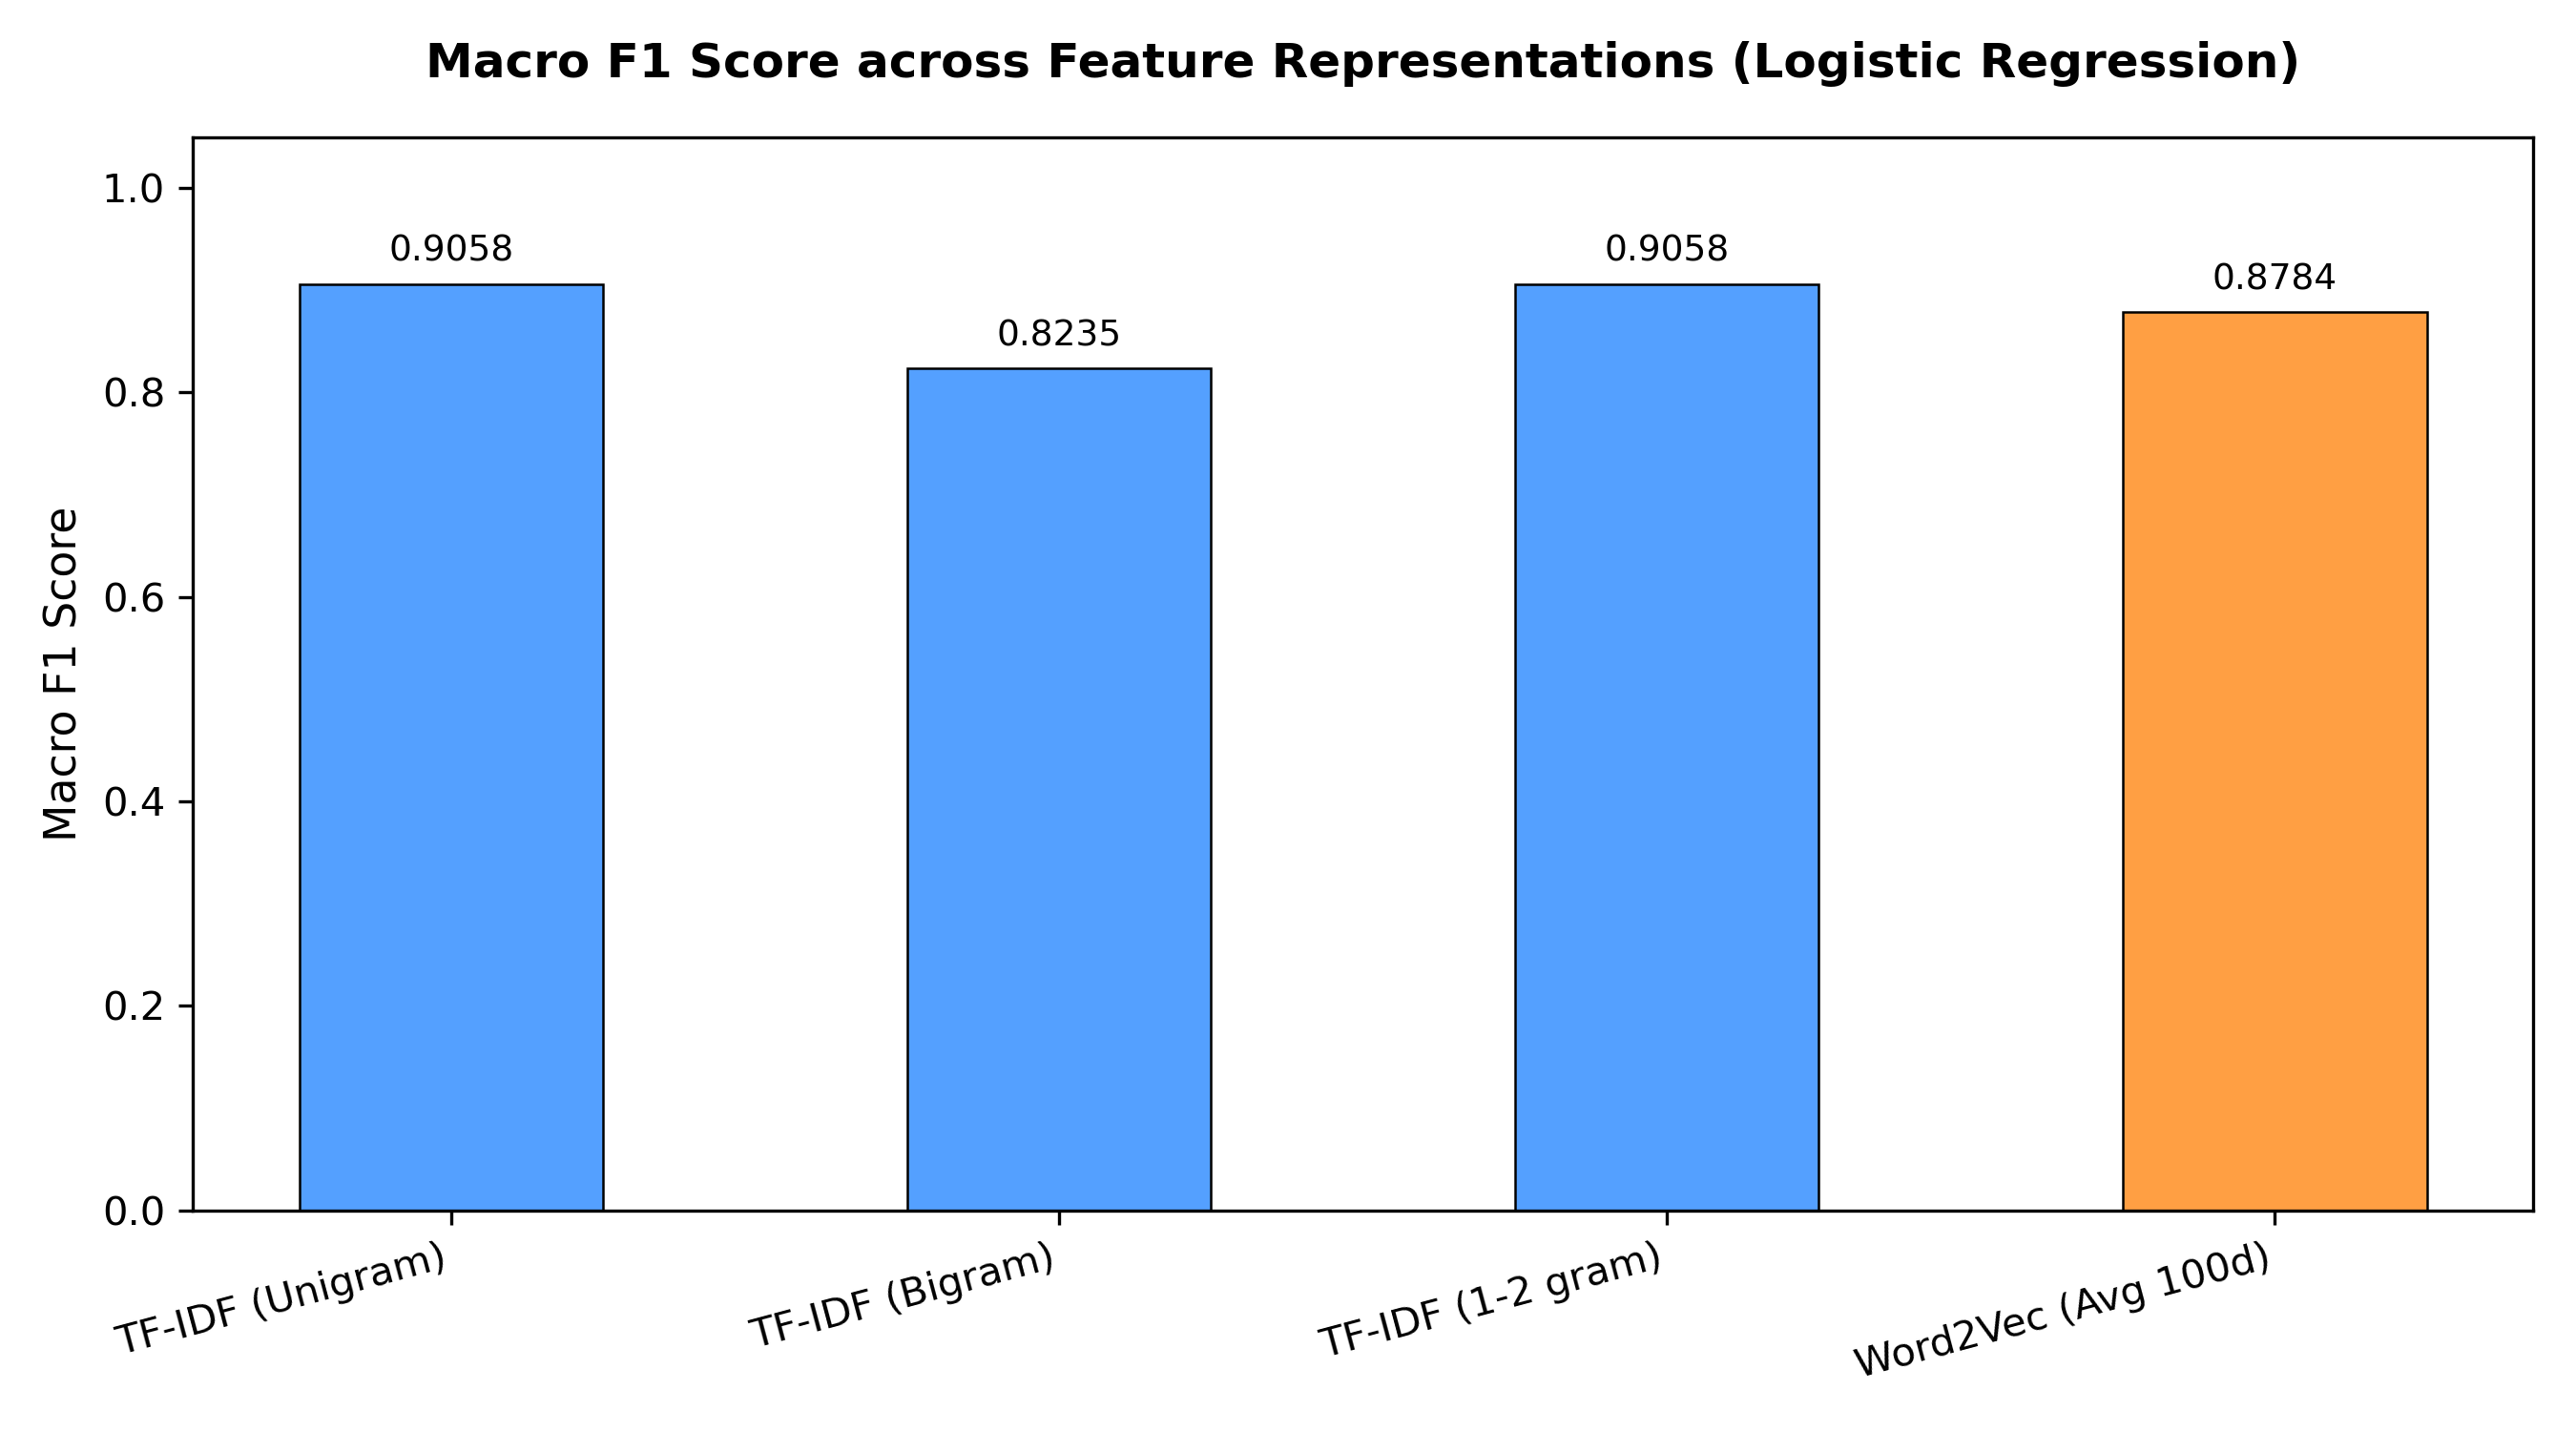 Macro F1 Score across Feature Representations (Logistic Regression)
Macro F1 Score
1.0
0.8
0.6
0.4
0.2
0.0
0.9058
0.8235
0.9058
0.8784
TF-IDF (Unigram)
TF-IDF (Bigram)
TF-IDF (1-2 gram)
Word2Vec (Avg 100d)